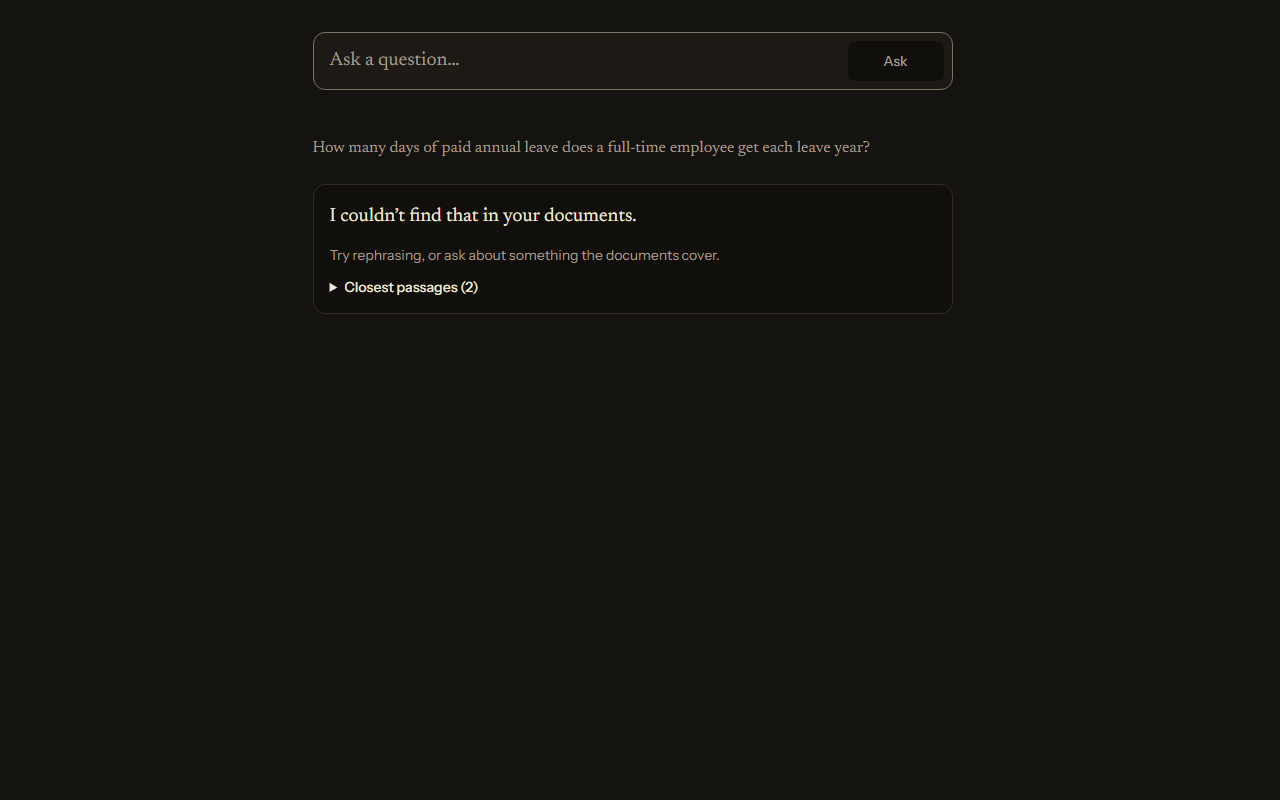 Ask a question…
Ask
How many days of paid annual leave does a full-time employee get each leave year?
I couldn’t find that in your documents.
Try rephrasing, or ask about something the documents cover.
Closest passages (2)